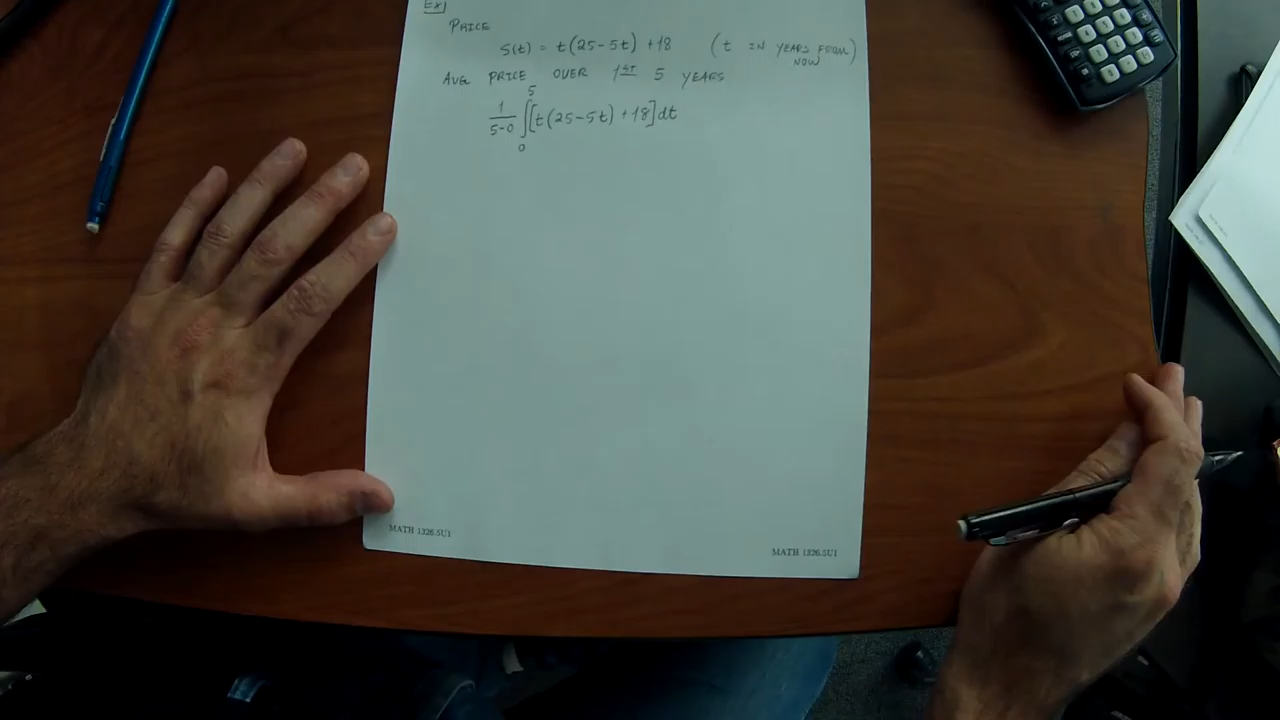 Ex
PRICE
S(t) = t(25-5t) + 18 (t IN YEARS FROM NOW)
AVG PRICE OVER 1ST 5 YEARS
1/(5-0) ∫₀⁵ [t(25-5t) + 18] dt
MATH 1326.5U1
MATH 1326.5U1